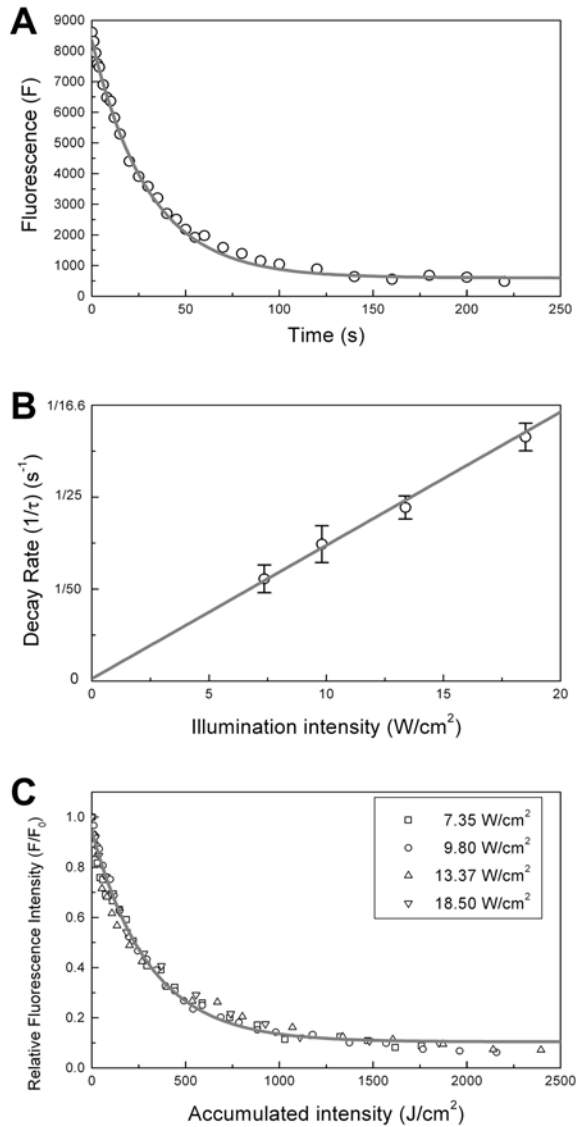 A
9000
8000
7000
6000
5000
4000
3000
2000
1000
0
Fluorescence (F)
0 50 100 150 200 250
Time (s)
B
1/16.6
1/25
1/50
0
Decay Rate (1/τ) (s⁻¹)
0 5 10 15 20
Illumination intensity (W/cm²)
C
1.0
0.8
0.6
0.4
0.2
0.0
Relative Fluorescence Intensity (F/F₀)
7.35 W/cm²
9.80 W/cm²
13.37 W/cm²
18.50 W/cm²
0 500 1000 1500 2000 2500
Accumulated intensity (J/cm²)